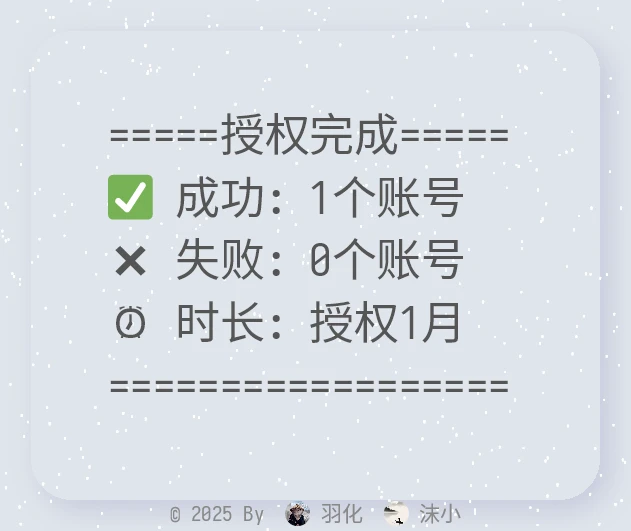 =====授权完成=====
✅ 成功：1个账号
❌ 失败：0个账号
⏰ 时长：授权1月
==================
© 2025 By 羽化 沫小